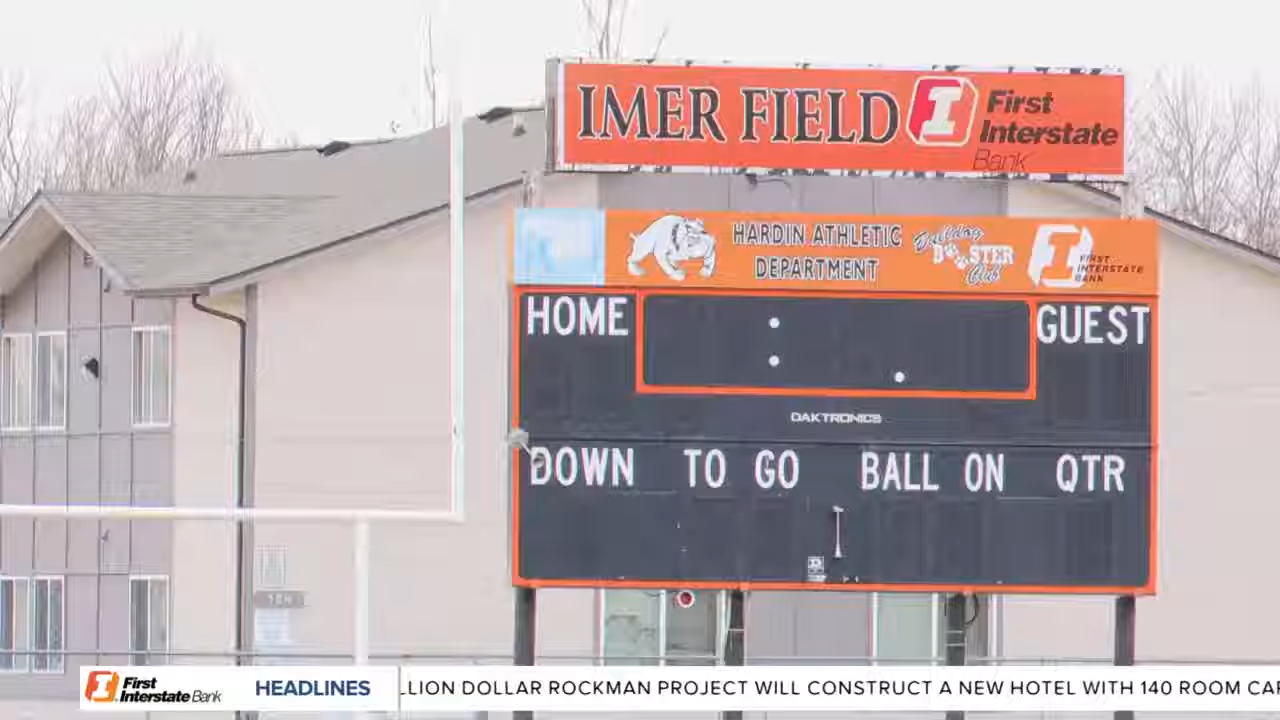 IMER FIELD
First
Interstate
Bank
HARDIN ATHLETIC
DEPARTMENT
Bulldog
BOOSTER
Club
FIRST
INTERSTATE
BANK
HOME
GUEST
DAKTRONICS
DOWN TO GO BALL ON QTR
First
Interstate Bank
HEADLINES
LLION DOLLAR ROCKMAN PROJECT WILL CONSTRUCT A NEW HOTEL WITH 140 ROOM CAP